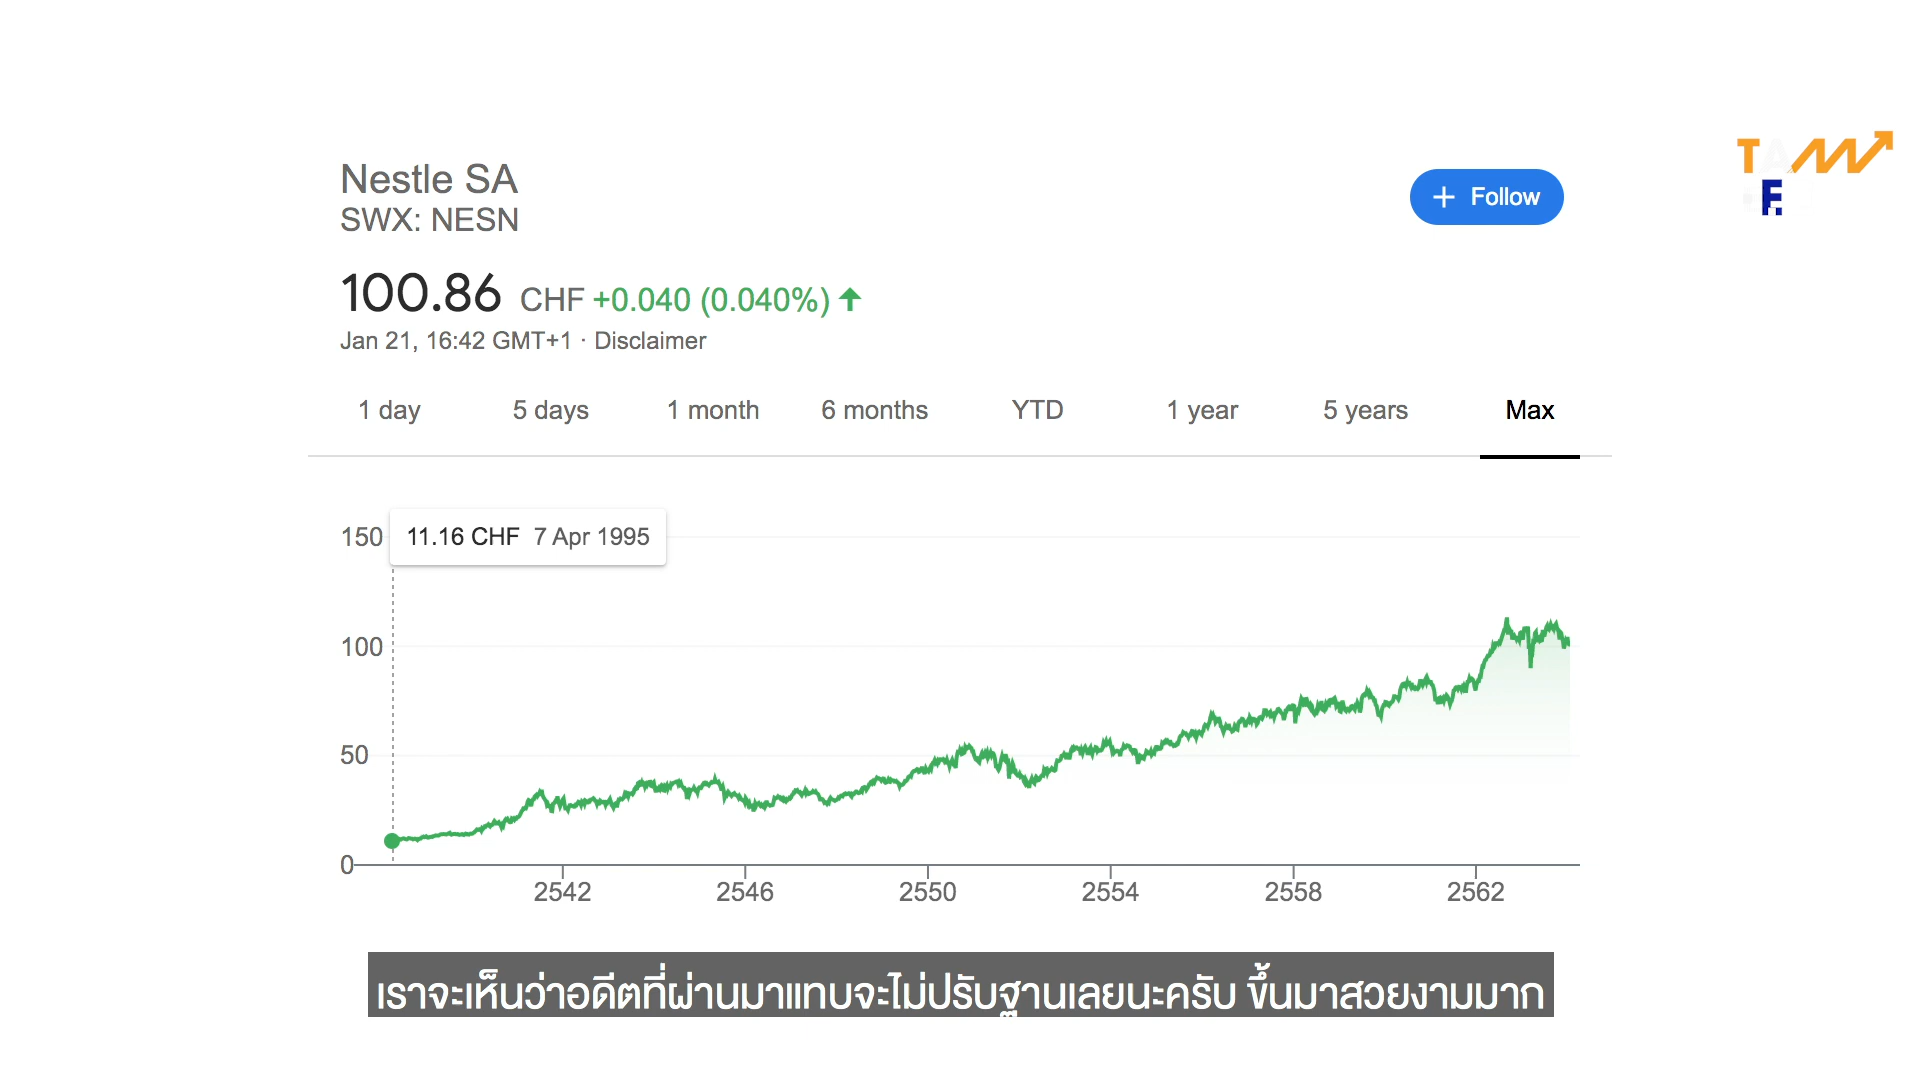 Nestle SA
SWX: NESN
+ Follow
100.86 CHF +0.040 (0.040%)
Jan 21, 16:42 GMT+1 · Disclaimer
1 day 5 days 1 month 6 months YTD 1 year 5 years Max
150
11.16 CHF 7 Apr 1995
100
50
0
2542 2546 2550 2554 2558 2562
เราจะเห็นว่าอดีตที่ผ่านมาแทบจะไม่ปรับฐานเลยนะครับ ขึ้นมาสวยงามมาก